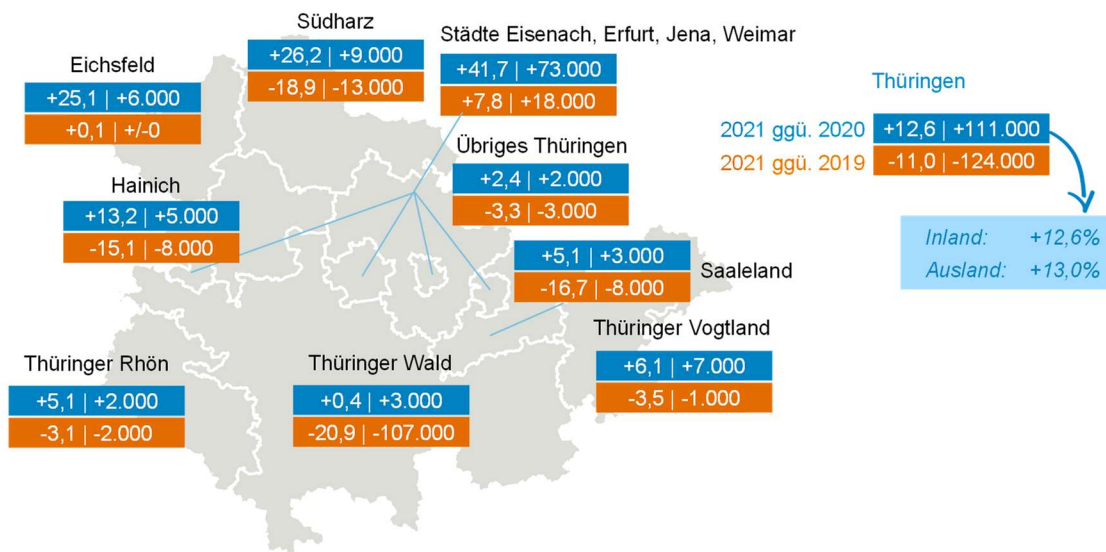 Südharz
+26,2 | +9.000
-18,9 | -13.000
Städte Eisenach, Erfurt, Jena, Weimar
+41,7 | +73.000
+7,8 | +18.000
Eichsfeld
+25,1 | +6.000
+0,1 | +/-0
Thüringen
2021 ggü. 2020 +12,6 | +111.000
2021 ggü. 2019 -11,0 | -124.000
Inland: +12,6%
Ausland: +13,0%
Übriges Thüringen
+2,4 | +2.000
-3,3 | -3.000
Hainich
+13,2 | +5.000
-15,1 | -8.000
Saaleland
+5,1 | +3.000
-16,7 | -8.000
Thüringer Vogtland
+6,1 | +7.000
-3,5 | -1.000
Thüringer Rhön
+5,1 | +2.000
-3,1 | -2.000
Thüringer Wald
+0,4 | +3.000
-20,9 | -107.000